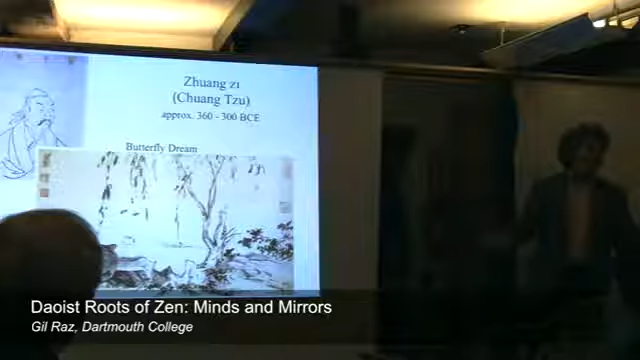 Zhuang zi
(Chuang Tzu)
approx. 360 - 300 BCE
Butterfly Dream
Daoist Roots of Zen: Minds and Mirrors
Gil Raz, Dartmouth College